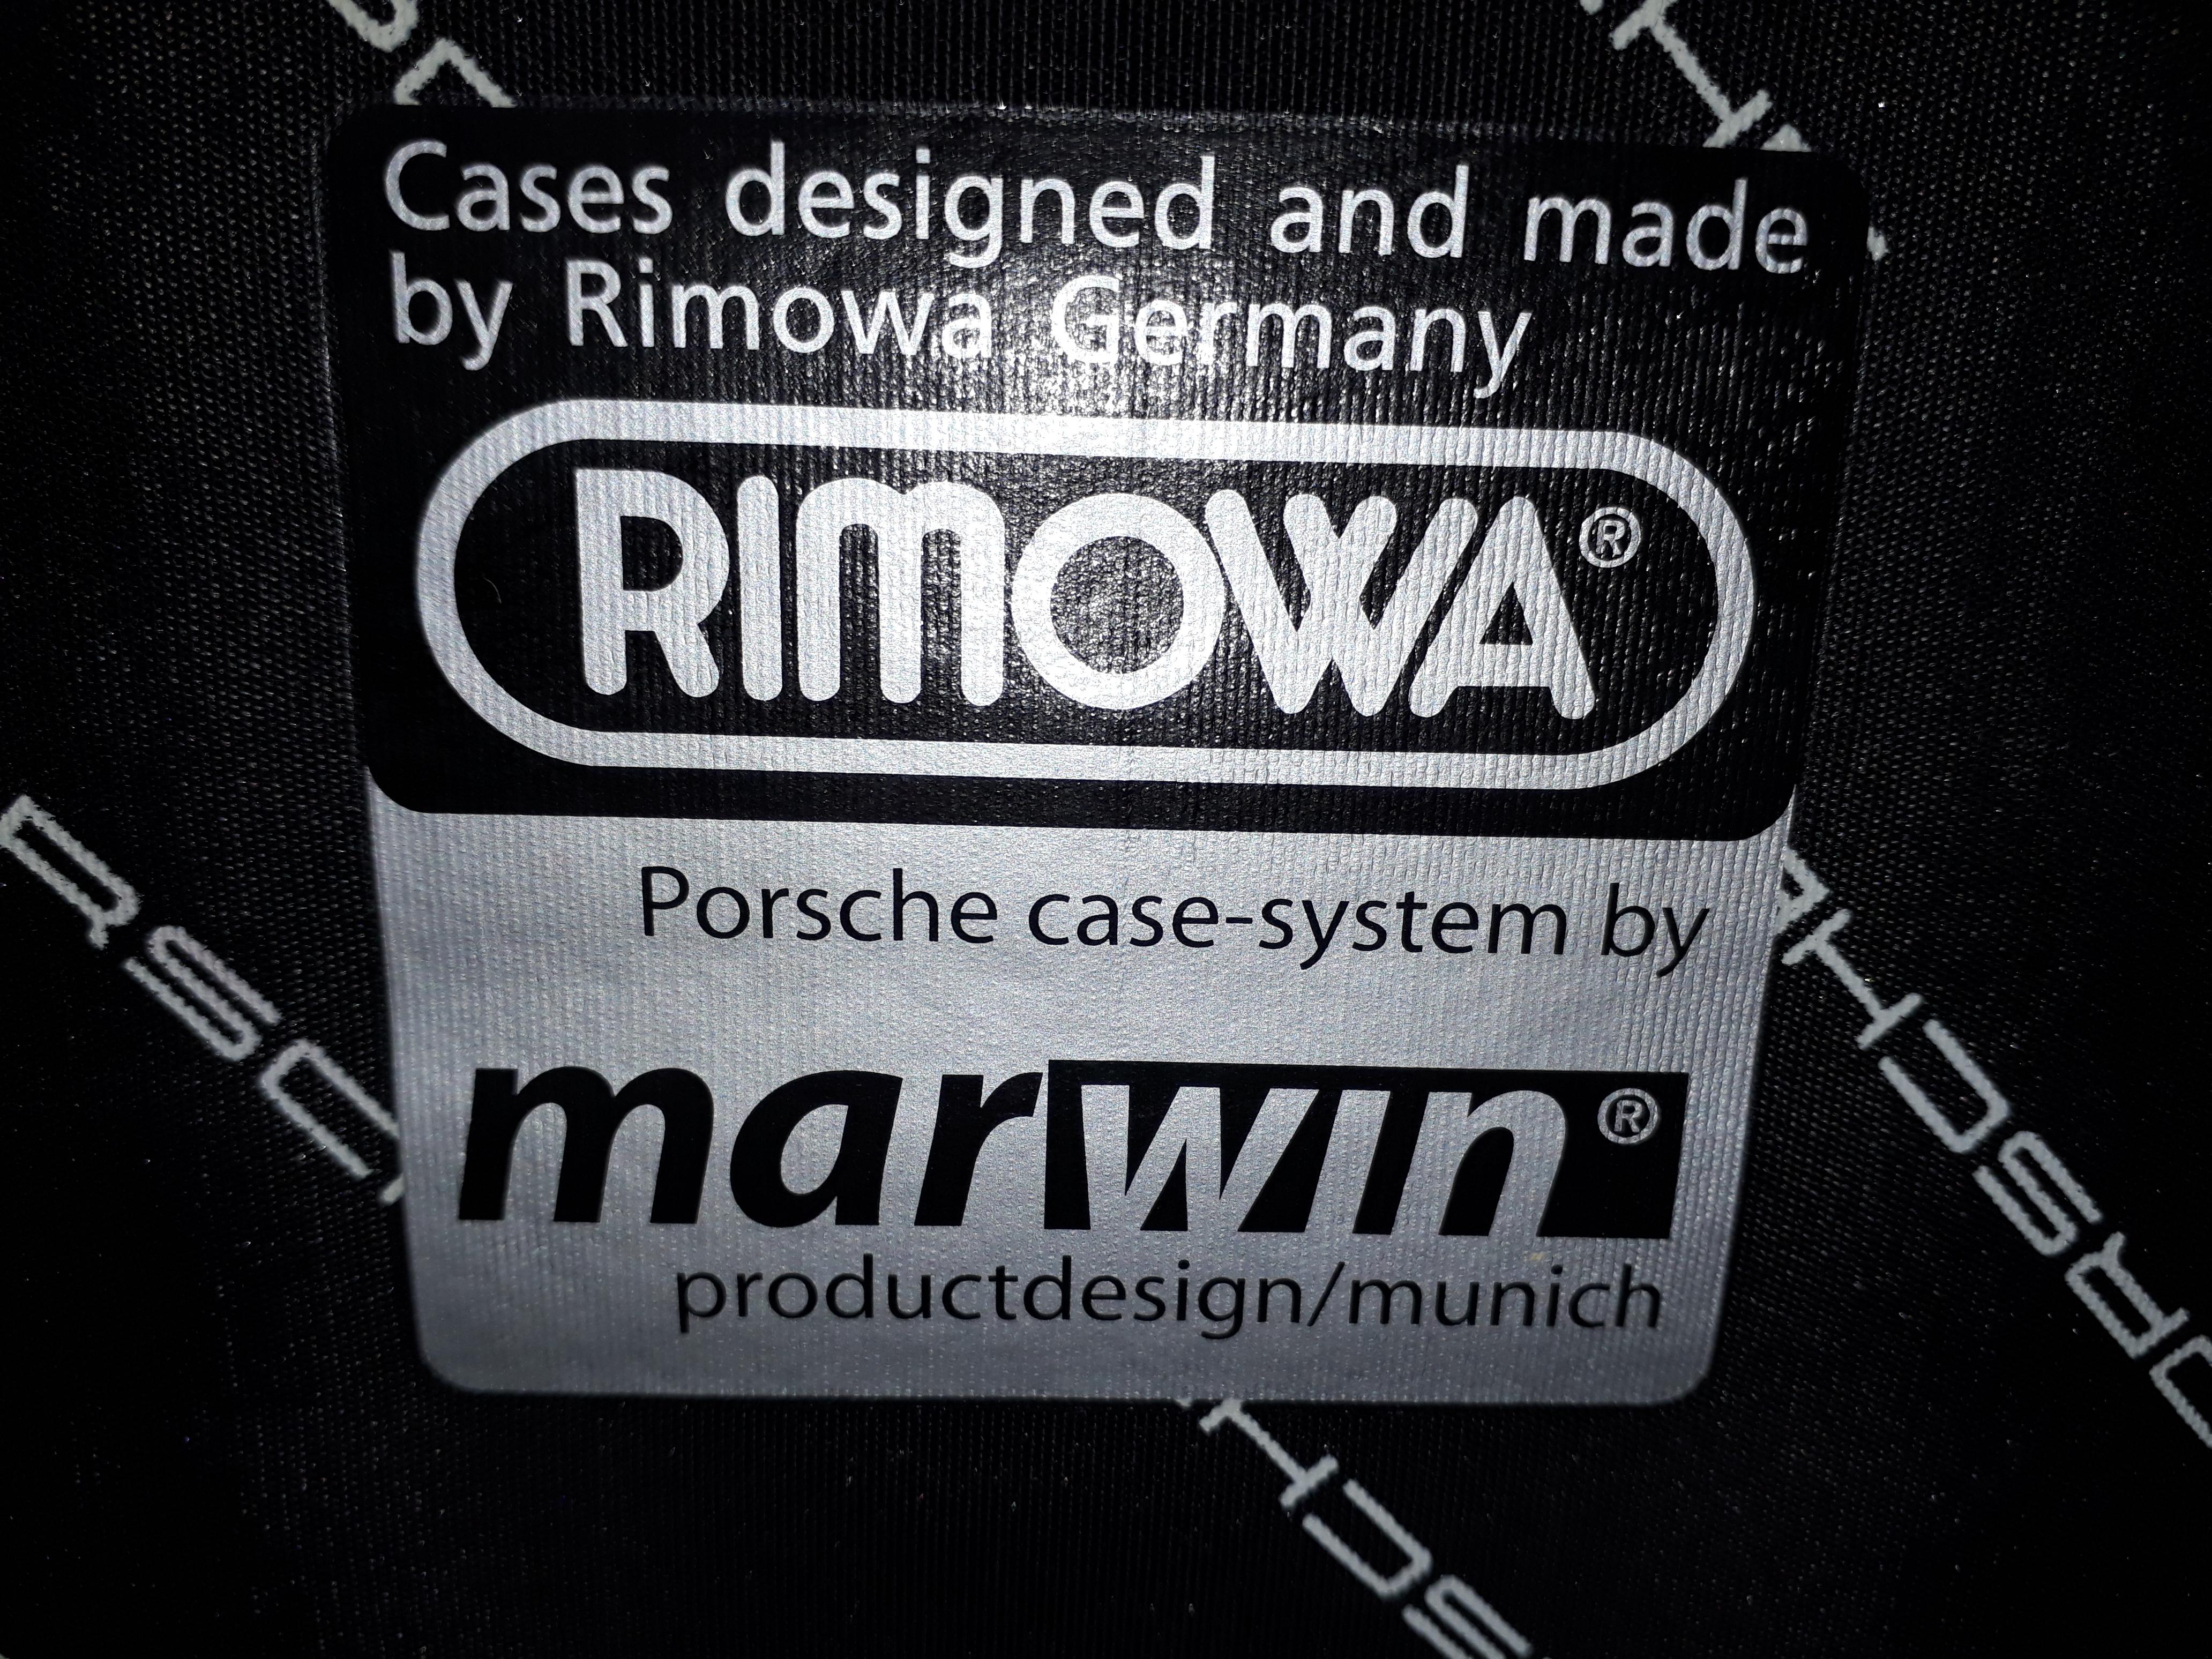 Cases designed and made
by Rimowa Germany
RIMOWA®
Porsche case-system by
marwin®
productdesign/munich